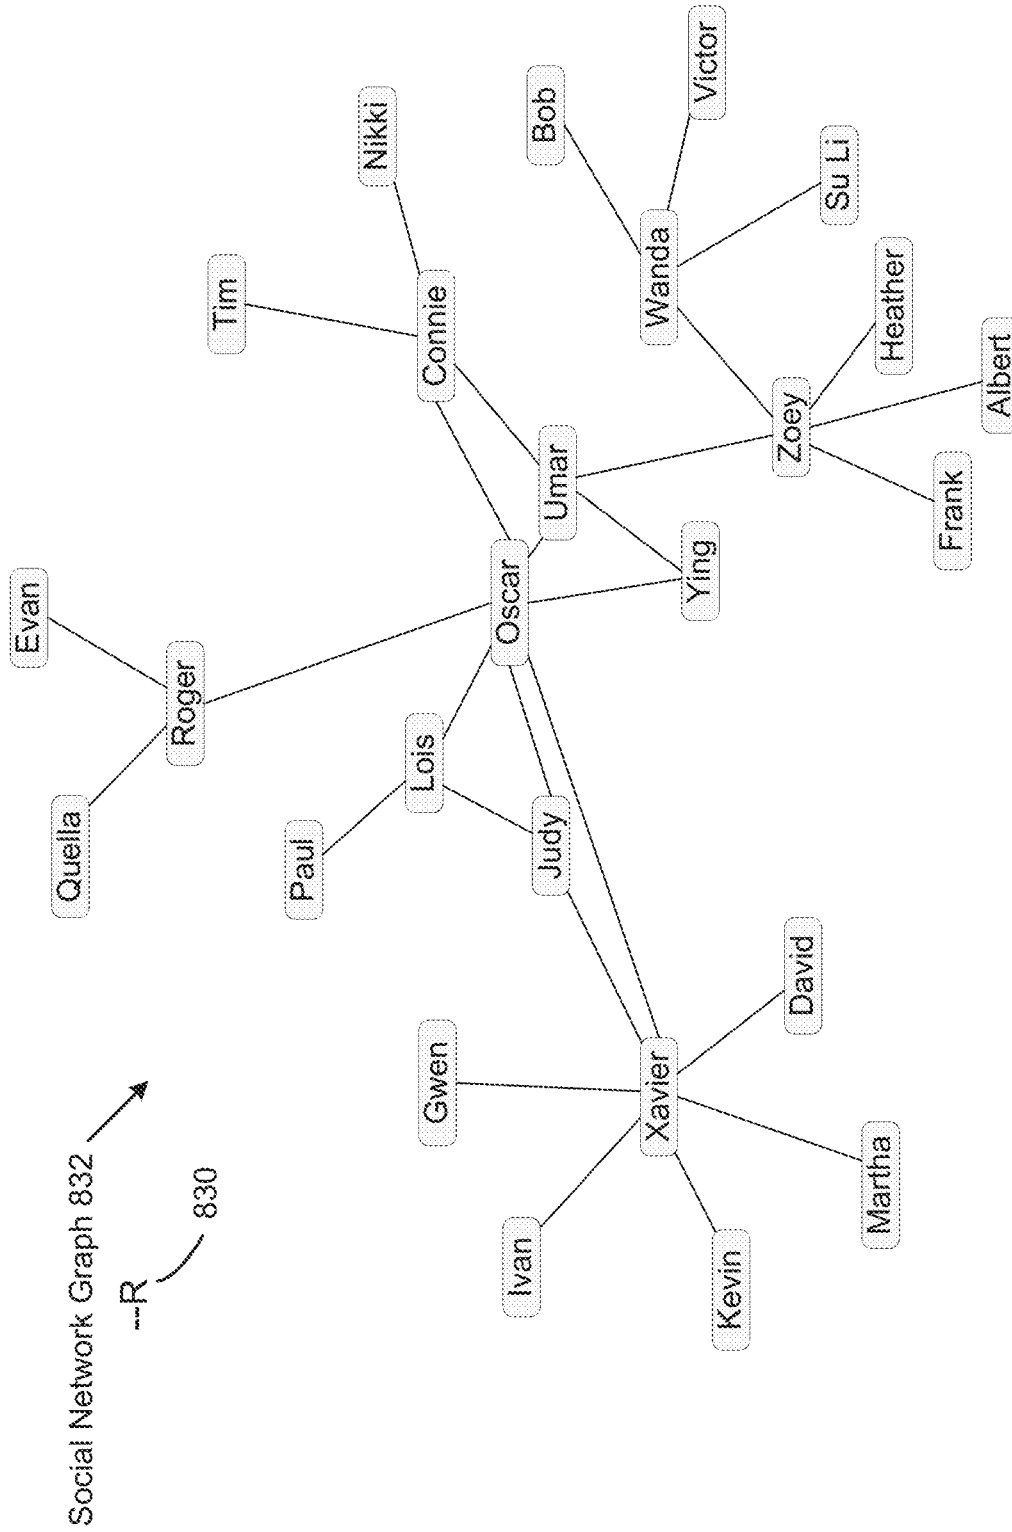 Social Network Graph 832
--R
830
Quella
Evan
Roger
Tim
Paul
Nikki
Lois
Connie
Gwen
Oscar
Bob
Ivan
Judy
Umar
Xavier
Ying
Wanda
Victor
Kevin
David
Zoey
Su Li
Martha
Heather
Frank
Albert